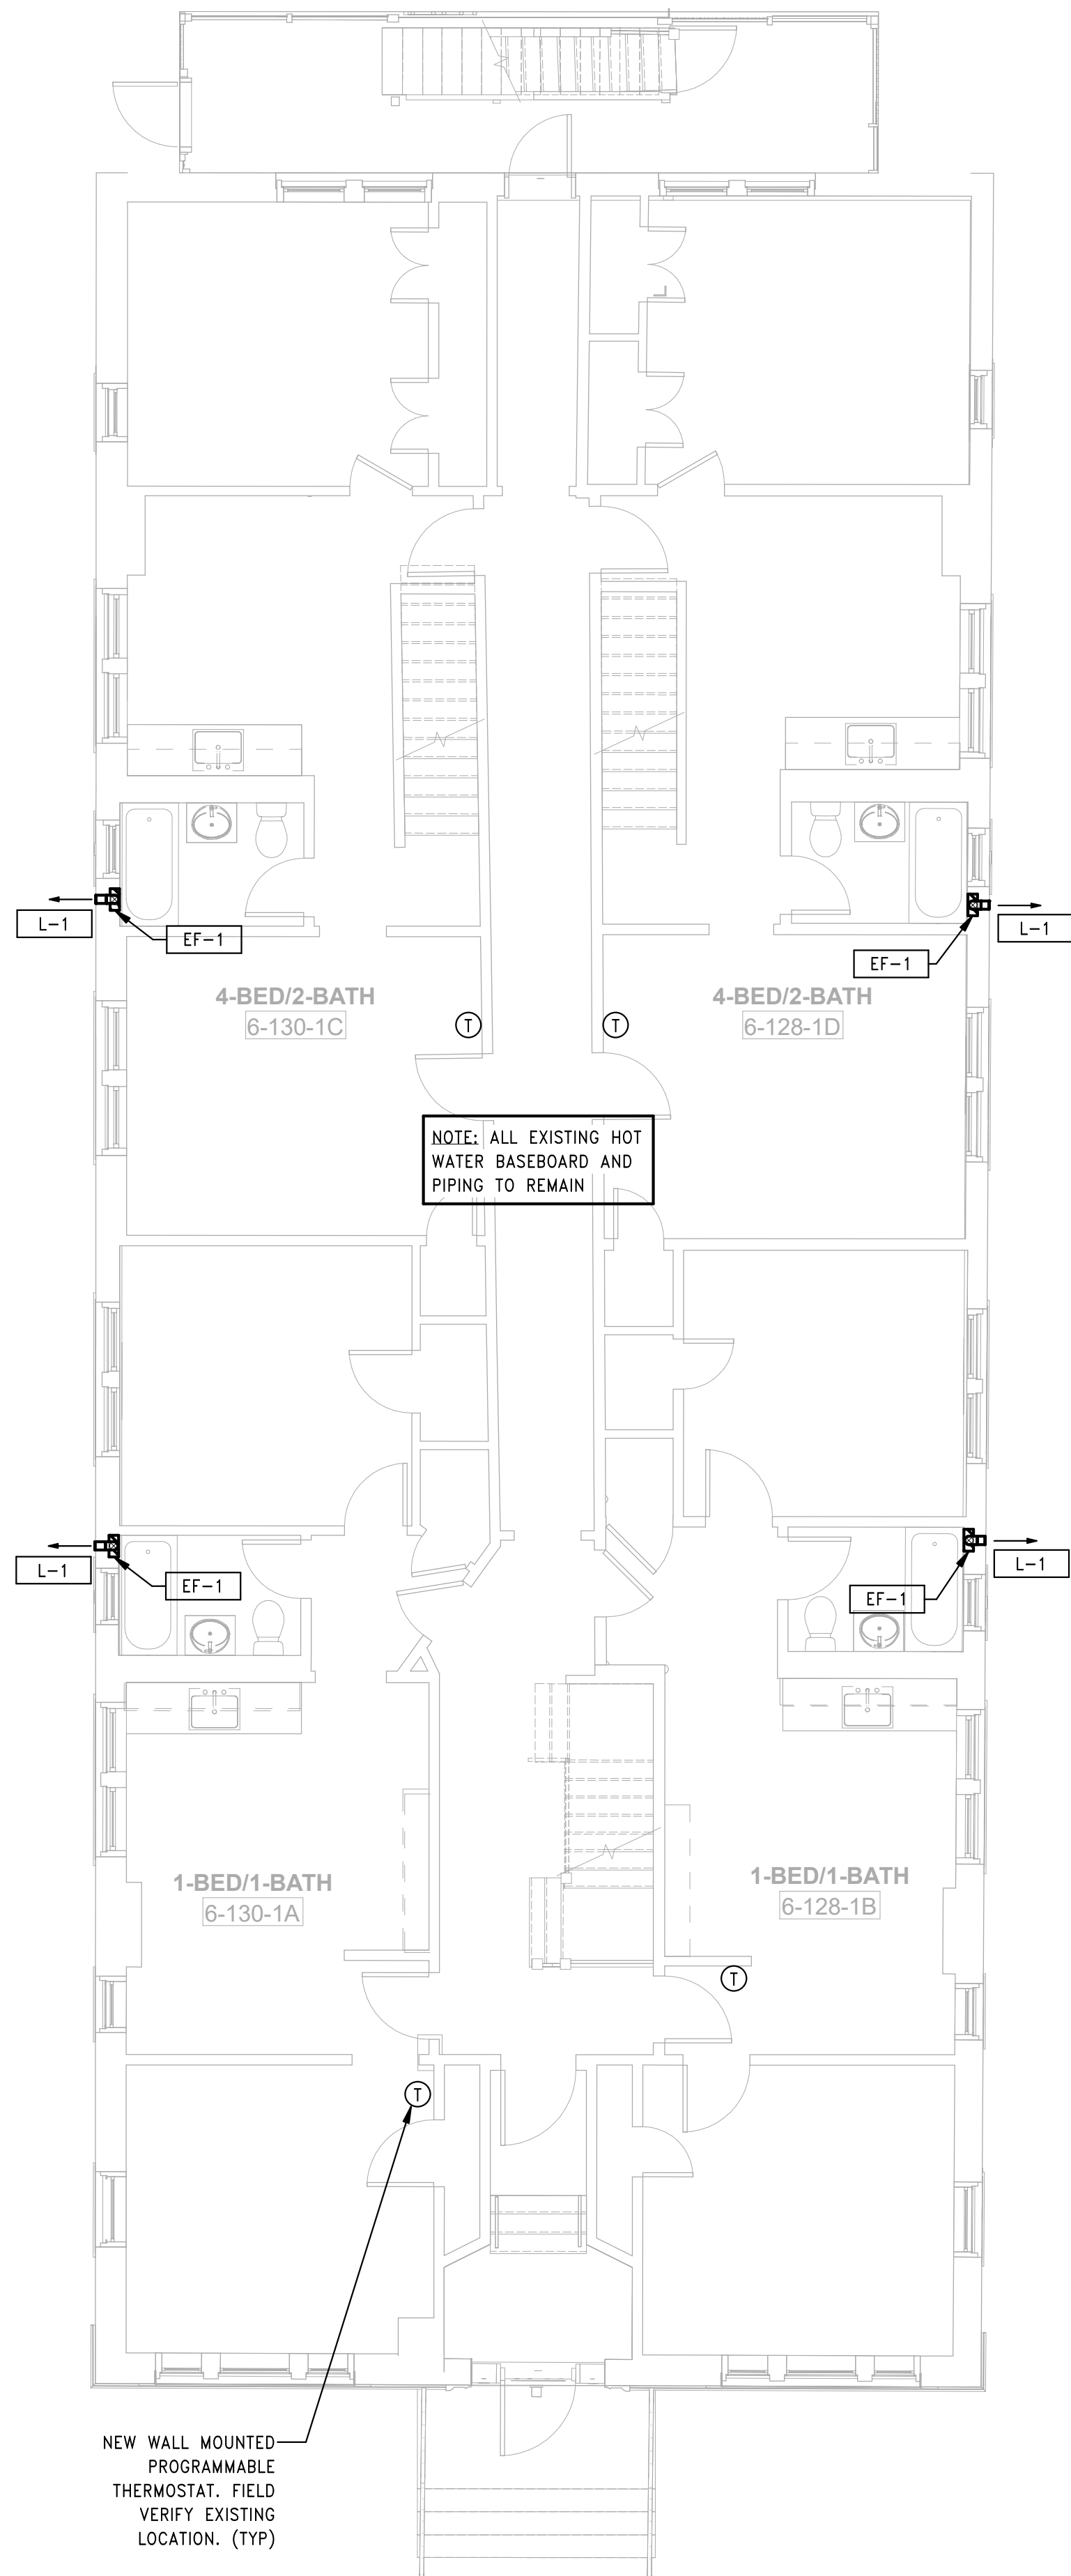 L-1
EF-1
L-1
EF-1
4-BED/2-BATH
6-130-1C
4-BED/2-BATH
6-128-1D
T
T
NOTE: ALL EXISTING HOT
WATER BASEBOARD AND
PIPING TO REMAIN
L-1
EF-1
L-1
EF-1
1-BED/1-BATH
6-130-1A
1-BED/1-BATH
6-128-1B
T
T
NEW WALL MOUNTED
PROGRAMMABLE
THERMOSTAT. FIELD
VERIFY EXISTING
LOCATION. (TYP)